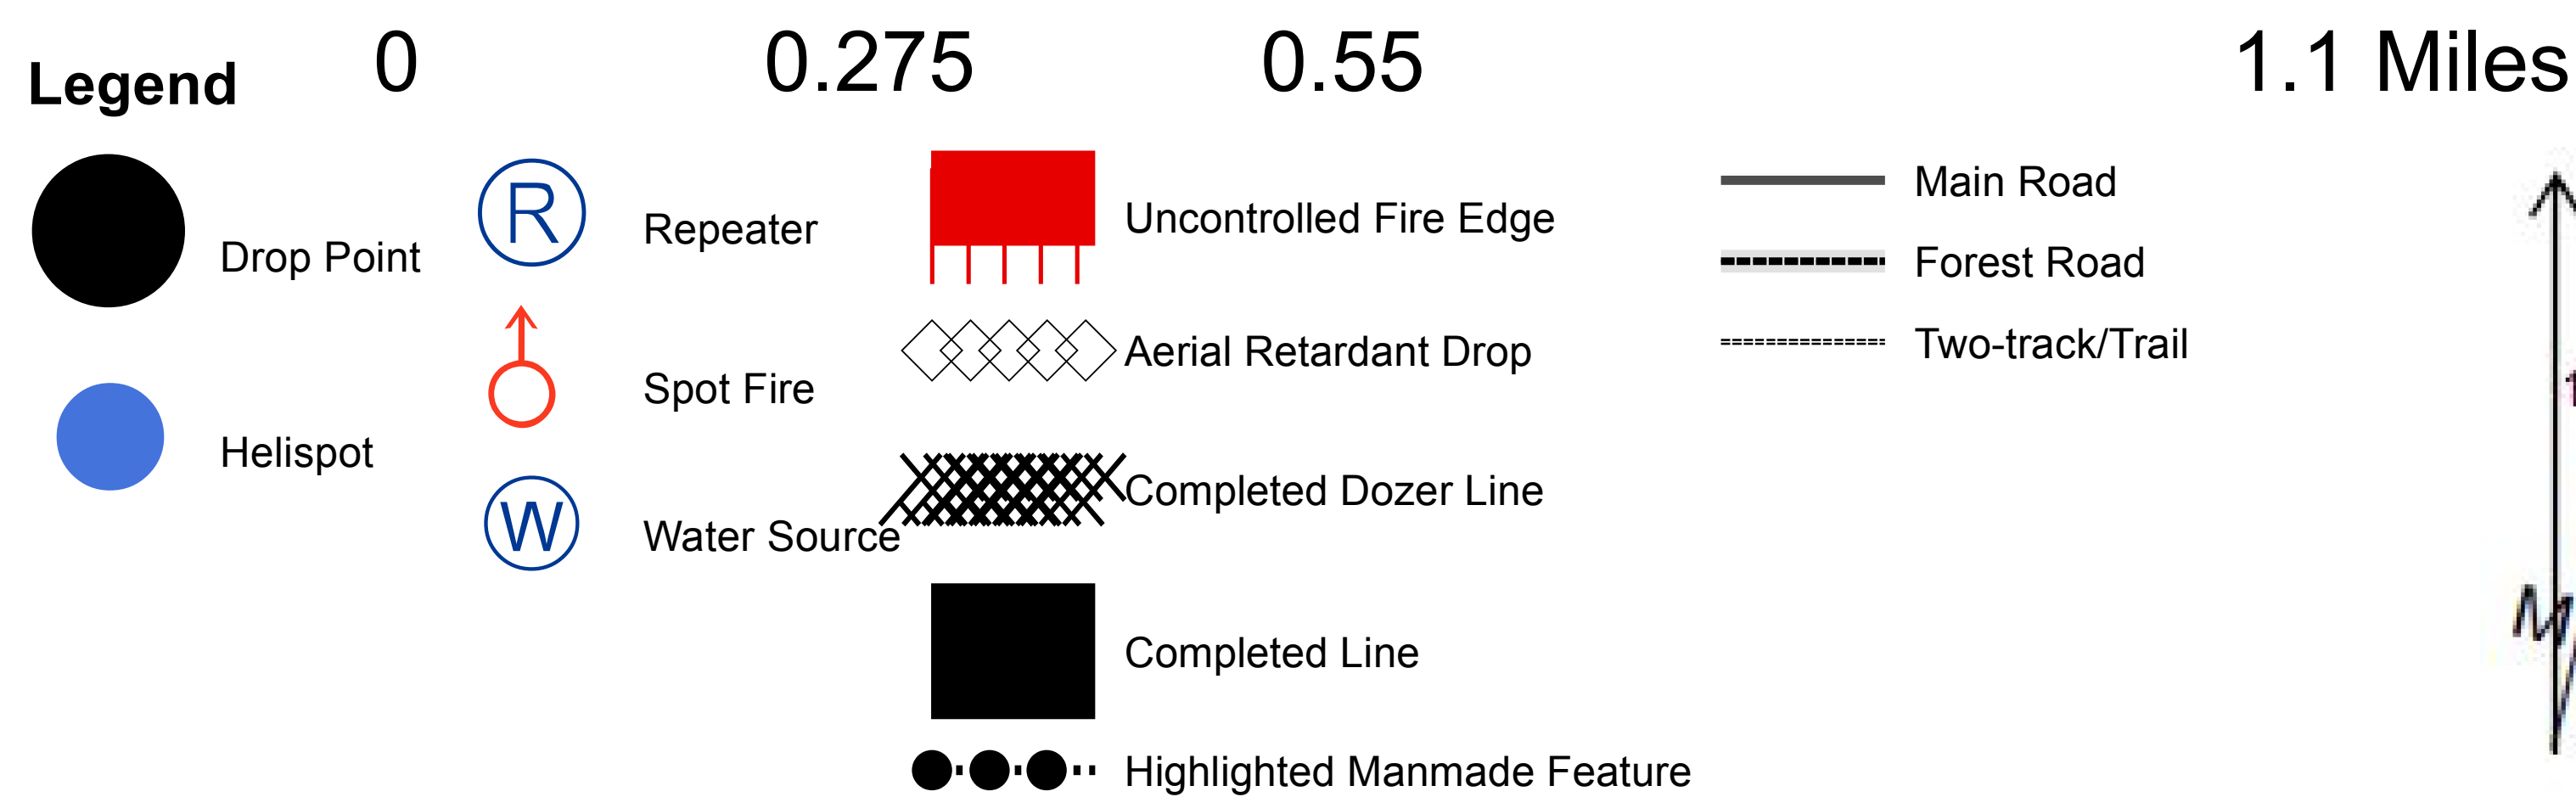 Legend
0 0.275 0.55 1.1 Miles
Drop Point
Helispot
R Repeater
Spot Fire
W Water Source
Uncontrolled Fire Edge
Aerial Retardant Drop
Completed Dozer Line
Completed Line
Highlighted Manmade Feature
Main Road
Forest Road
Two-track/Trail